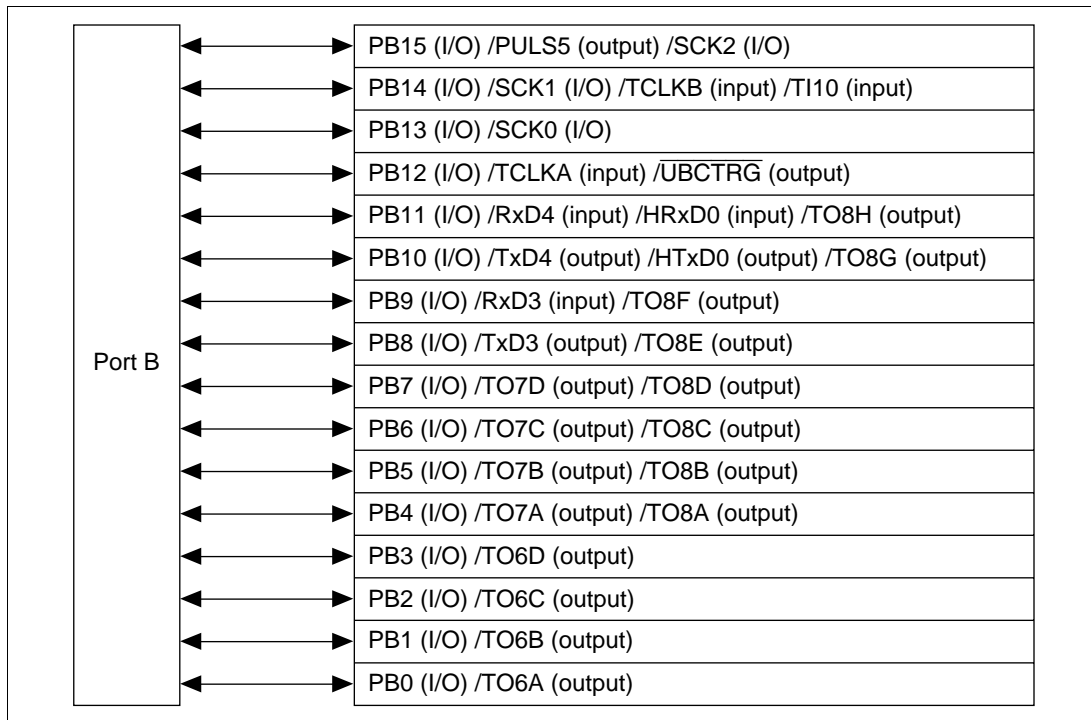 PB15 (I/O) /PULS5 (output) /SCK2 (I/O)
PB14 (I/O) /SCK1 (I/O) /TCLKB (input) /TI10 (input)
PB13 (I/O) /SCK0 (I/O)
PB12 (I/O) /TCLKA (input) /U̅B̅C̅T̅R̅G̅ (output)
PB11 (I/O) /RxD4 (input) /HRxD0 (input) /TO8H (output)
PB10 (I/O) /TxD4 (output) /HTxD0 (output) /TO8G (output)
PB9 (I/O) /RxD3 (input) /TO8F (output)
PB8 (I/O) /TxD3 (output) /TO8E (output)
Port B
PB7 (I/O) /TO7D (output) /TO8D (output)
PB6 (I/O) /TO7C (output) /TO8C (output)
PB5 (I/O) /TO7B (output) /TO8B (output)
PB4 (I/O) /TO7A (output) /TO8A (output)
PB3 (I/O) /TO6D (output)
PB2 (I/O) /TO6C (output)
PB1 (I/O) /TO6B (output)
PB0 (I/O) /TO6A (output)